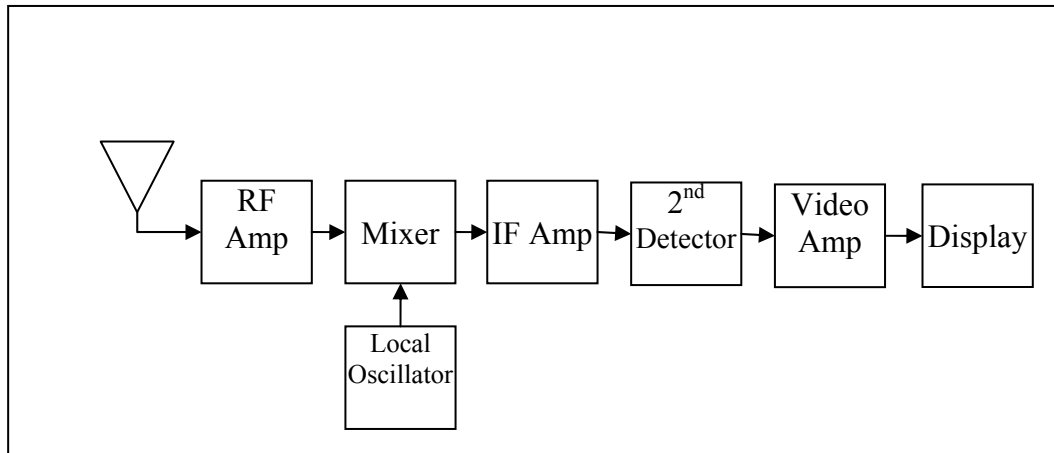 RF
Amp
Mixer
IF Amp
2nd
Detector
Video
Amp
Display
Local
Oscillator